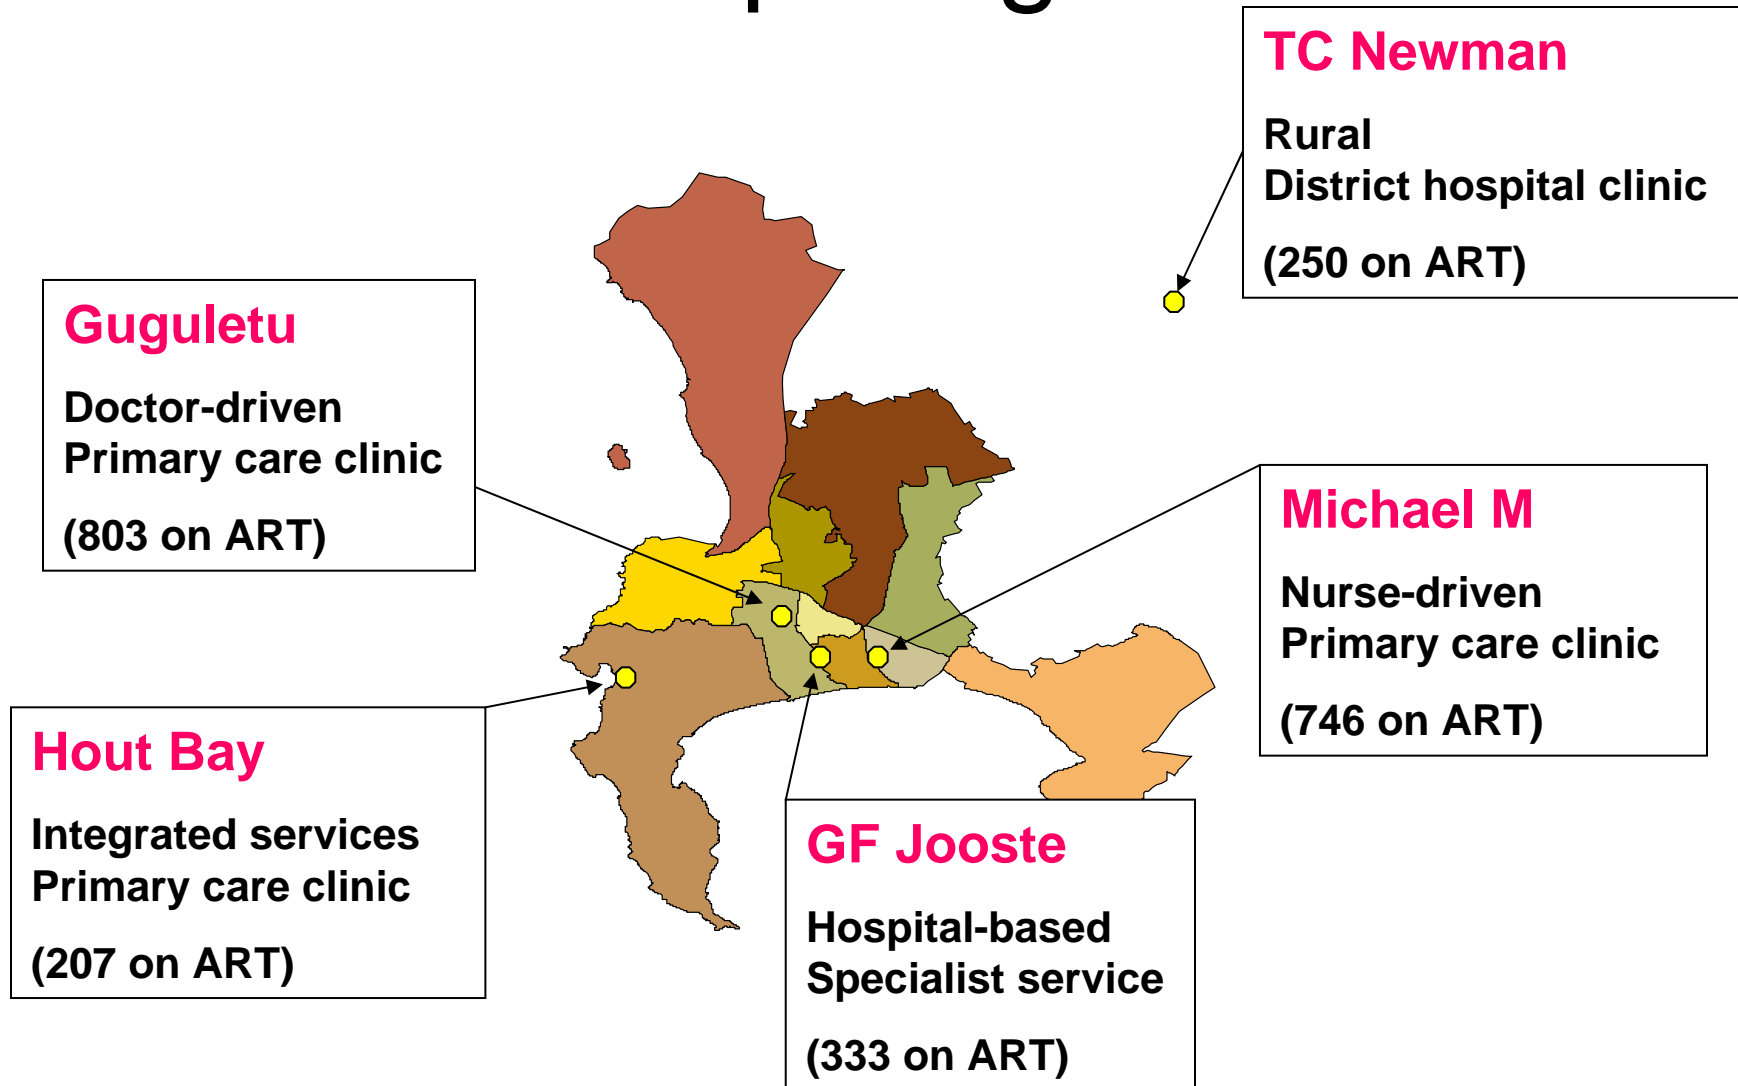 TC Newman
Rural
District hospital clinic
(250 on ART)
Guguletu
Doctor-driven
Primary care clinic
(803 on ART)
Michael M
Nurse-driven
Primary care clinic
(746 on ART)
Hout Bay
Integrated services
Primary care clinic
(207 on ART)
GF Jooste
Hospital-based
Specialist service
(333 on ART)